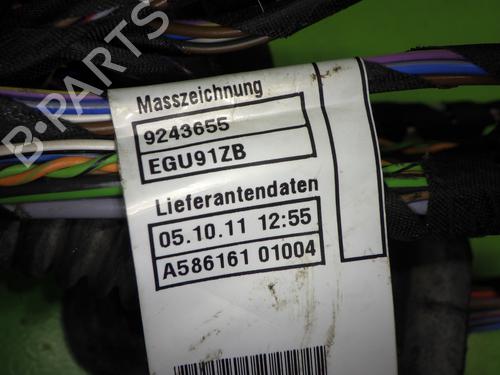 B-PARTS
Masszeichnung
9243655
EGU91ZB
Lieferantendaten
05.10.11 12:55
A586161 01004